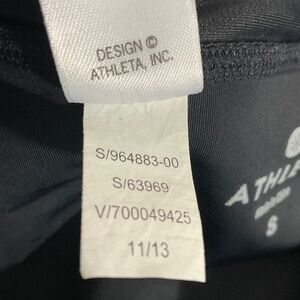 DESIGN ©
ATHLETA, INC.
S/964883-00
S/63969
V/700049425
11/13
ATHLE
S